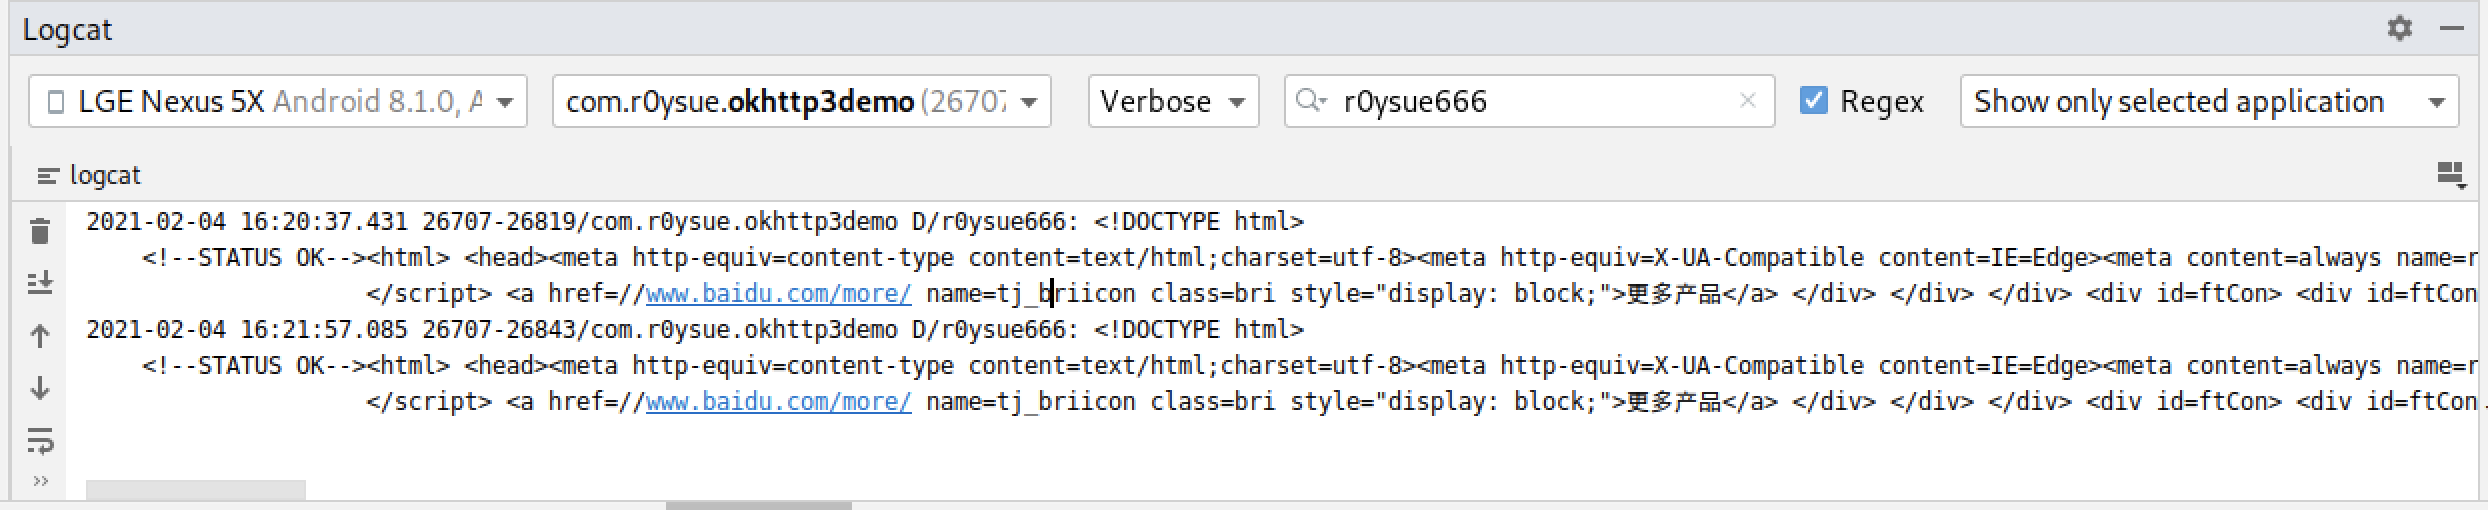 Logcat
LGE Nexus 5X Android 8.1.0, A com.r0ysue.okhttp3demo (26707 Verbose r0ysue666 Regex Show only selected application
logcat
2021-02-04 16:20:37.431 26707-26819/com.r0ysue.okhttp3demo D/r0ysue666: <!DOCTYPE html>
<!--STATUS OK--><html> <head><meta http-equiv=content-type content=text/html;charset=utf-8><meta http-equiv=X-UA-Compatible content=IE=Edge><meta content=always name=r
</script> <a href=//www.baidu.com/more/ name=tj_briicon class=bri style="display: block;">更多产品</a> </div> </div> </div> <div id=ftCon> <div id=ftCon
2021-02-04 16:21:57.085 26707-26843/com.r0ysue.okhttp3demo D/r0ysue666: <!DOCTYPE html>
<!--STATUS OK--><html> <head><meta http-equiv=content-type content=text/html;charset=utf-8><meta http-equiv=X-UA-Compatible content=IE=Edge><meta content=always name=r
</script> <a href=//www.baidu.com/more/ name=tj_briicon class=bri style="display: block;">更多产品</a> </div> </div> </div> <div id=ftCon> <div id=ftCon